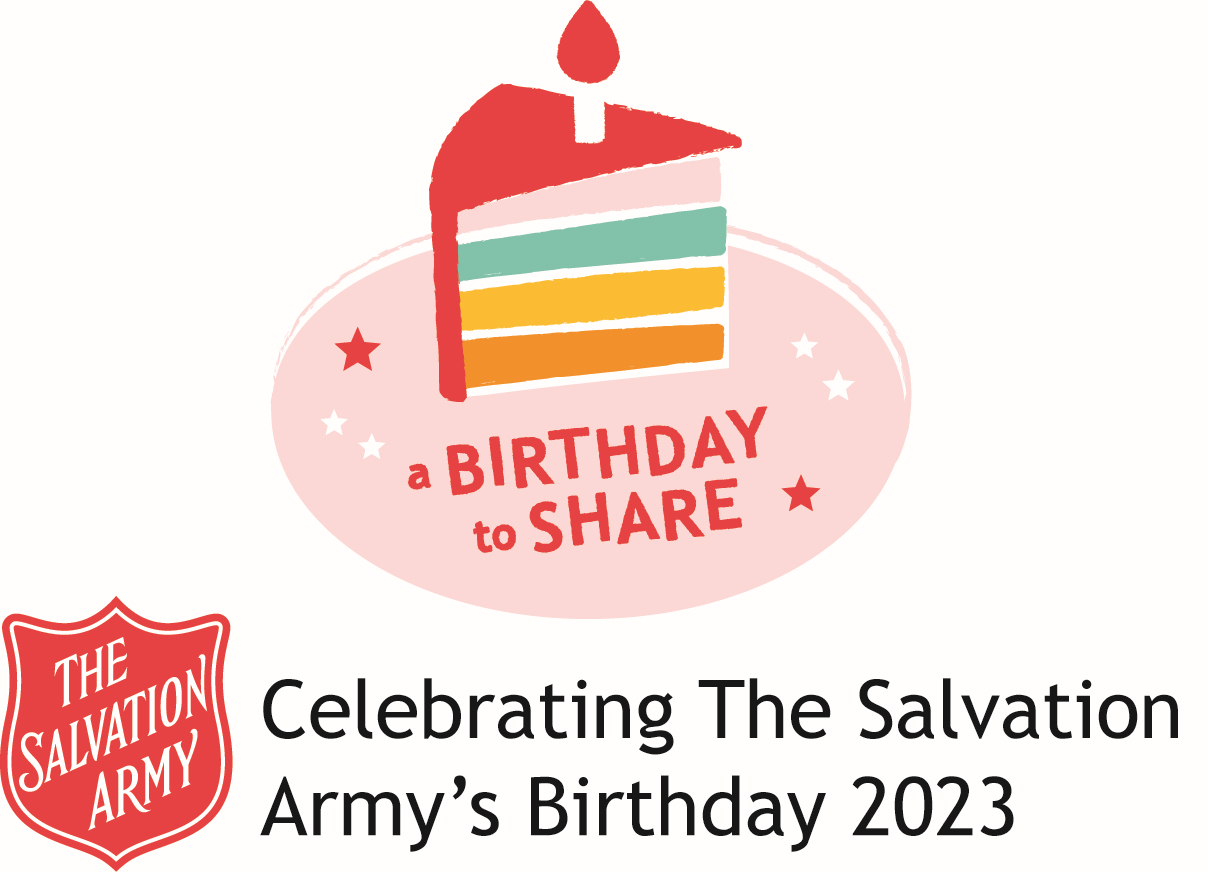 a BIRTHDAY
to SHARE
THE
SALVATION
ARMY
Celebrating The Salvation
Army’s Birthday 2023